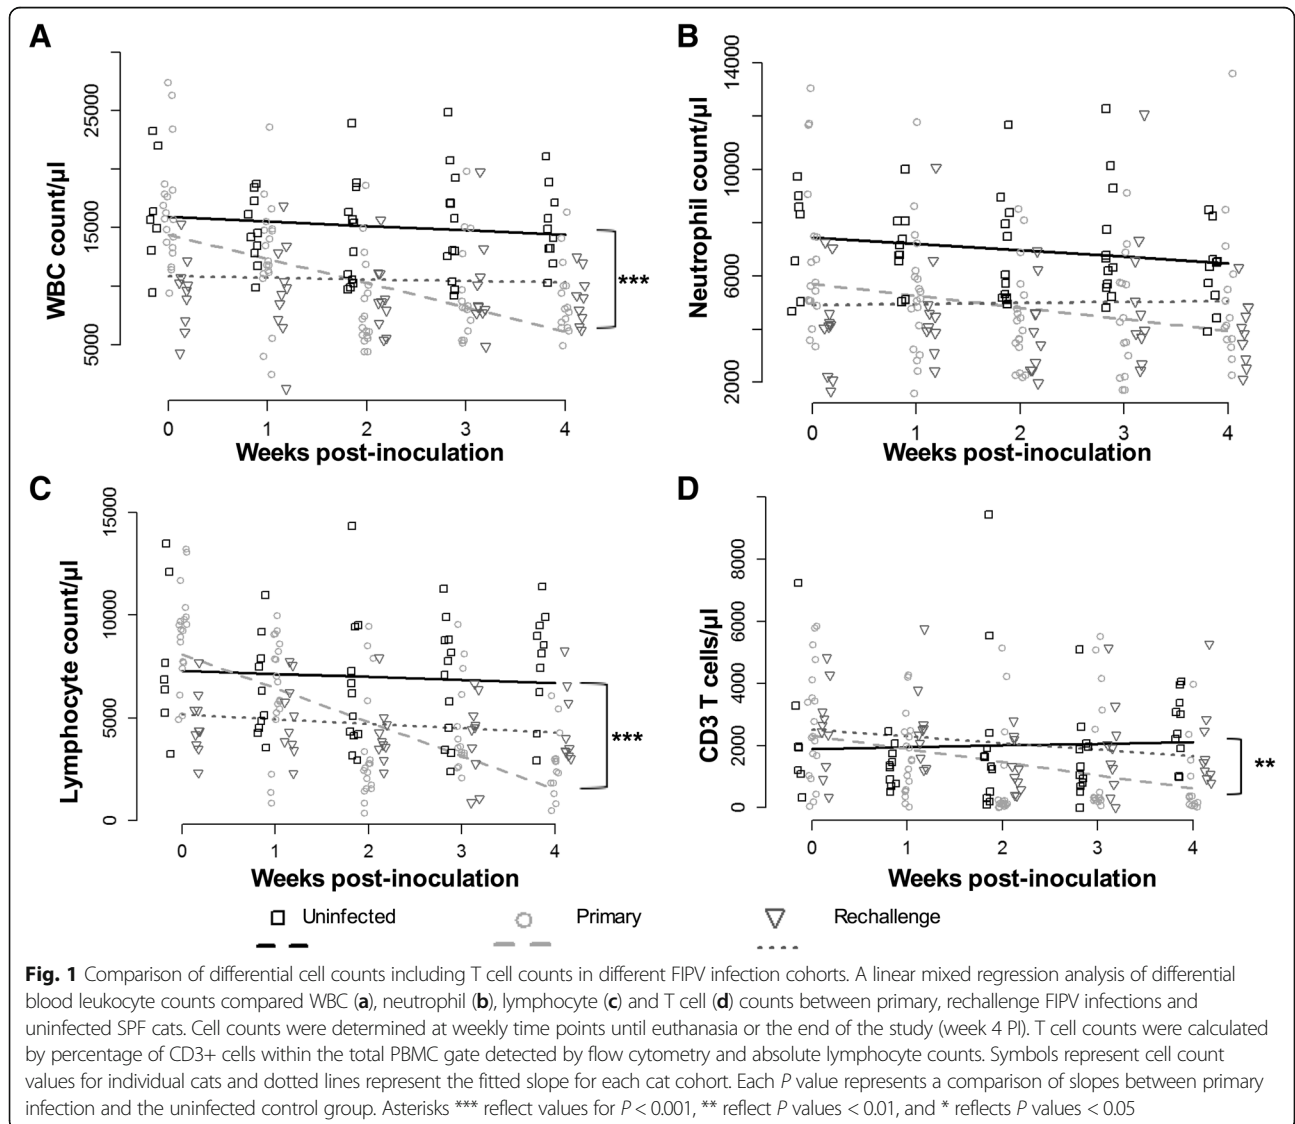 A
WBC count/µl
25000
15000
5000
0 1 2 3 4
Weeks post-inoculation
***
B
Neutrophil count/µl
14000
10000
6000
2000
0 1 2 3 4
Weeks post-inoculation
C
Lymphocyte count/µl
15000
10000
5000
0
0 1 2 3 4
Weeks post-inoculation
***
D
CD3 T cells/µl
8000
6000
4000
2000
0
0 1 2 3 4
Weeks post-inoculation
**
Uninfected Primary Rechallenge
Fig. 1 Comparison of differential cell counts including T cell counts in different FIPV infection cohorts. A linear mixed regression analysis of differential
blood leukocyte counts compared WBC (a), neutrophil (b), lymphocyte (c) and T cell (d) counts between primary, rechallenge FIPV infections and
uninfected SPF cats. Cell counts were determined at weekly time points until euthanasia or the end of the study (week 4 PI). T cell counts were calculated
by percentage of CD3+ cells within the total PBMC gate detected by flow cytometry and absolute lymphocyte counts. Symbols represent cell count
values for individual cats and dotted lines represent the fitted slope for each cat cohort. Each P value represents a comparison of slopes between primary
infection and the uninfected control group. Asterisks *** reflect values for P < 0.001, ** reflect P values < 0.01, and * reflects P values < 0.05